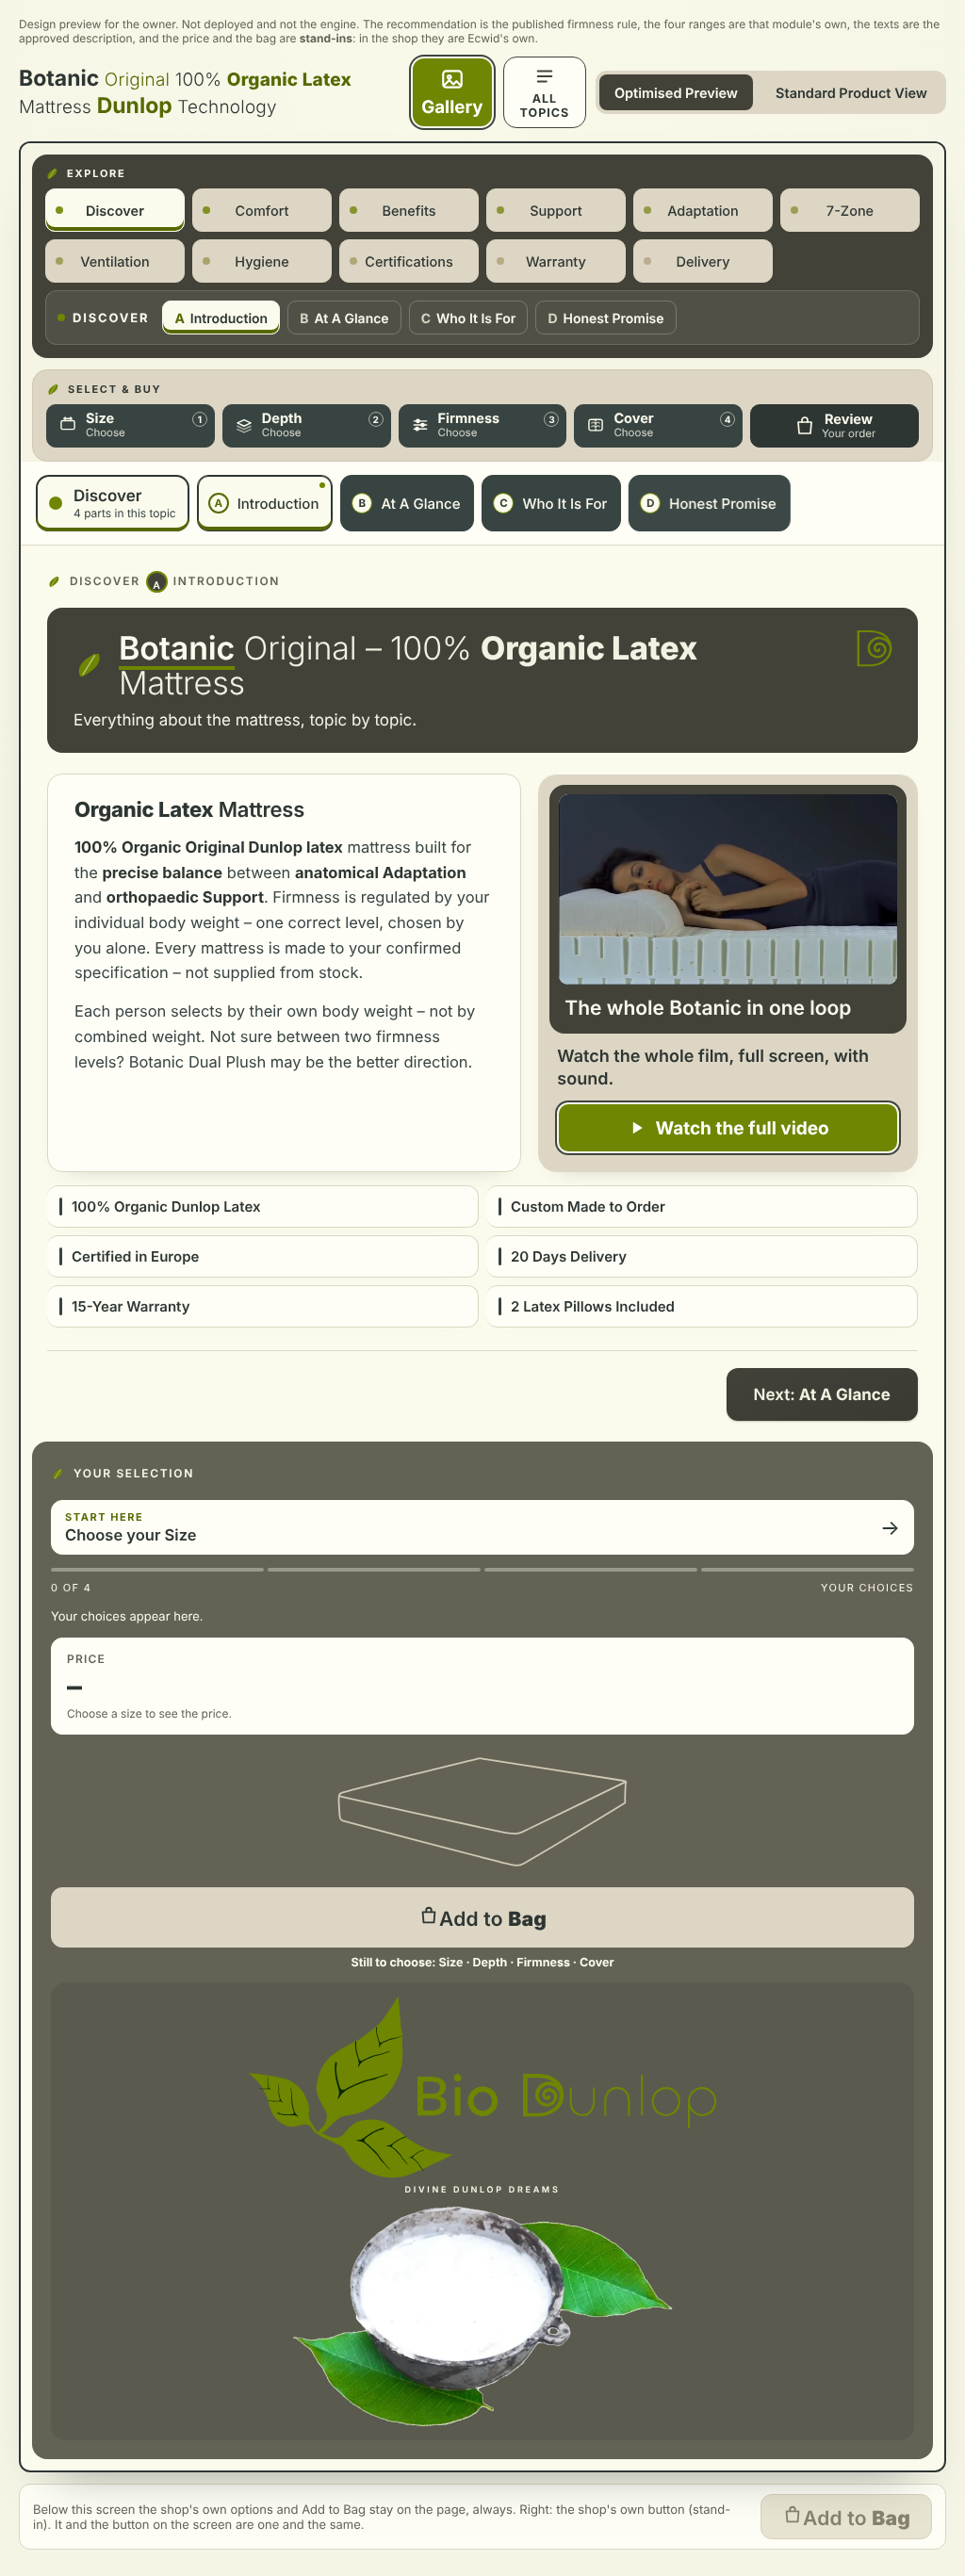 Design preview for the owner. Not deployed and not the engine. The recommendation is the published firmness rule, the four ranges are that module's own, the texts are the
approved description, and the price and the bag are stand-ins: in the shop they are Ecwid's own.
Botanic Original 100% Organic Latex
Mattress Dunlop Technology
Gallery
ALL
TOPICS
Optimised Preview
Standard Product View
EXPLORE
Discover
Comfort
Benefits
Support
Adaptation
7-Zone
Ventilation
Hygiene
Certifications
Warranty
Delivery
DISCOVER
A Introduction
B At A Glance
C Who It Is For
D Honest Promise
SELECT & BUY
Size
Choose
1
Depth
Choose
2
Firmness
Choose
3
Cover
Choose
4
Review
Your order
Discover
4 parts in this topic
A Introduction
B At A Glance
C Who It Is For
D Honest Promise
DISCOVER A INTRODUCTION
Botanic Original – 100% Organic Latex
Mattress
Everything about the mattress, topic by topic.
Organic Latex Mattress
100% Organic Original Dunlop latex mattress built for
the precise balance between anatomical Adaptation
and orthopaedic Support. Firmness is regulated by your
individual body weight – one correct level, chosen by
you alone. Every mattress is made to your confirmed
specification – not supplied from stock.
Each person selects by their own body weight – not by
combined weight. Not sure between two firmness
levels? Botanic Dual Plush may be the better direction.
The whole Botanic in one loop
Watch the whole film, full screen, with
sound.
Watch the full video
100% Organic Dunlop Latex
Custom Made to Order
Certified in Europe
20 Days Delivery
15-Year Warranty
2 Latex Pillows Included
Next: At A Glance
YOUR SELECTION
START HERE
Choose your Size
0 OF 4
YOUR CHOICES
Your choices appear here.
PRICE
–
Choose a size to see the price.
Add to Bag
Still to choose: Size · Depth · Firmness · Cover
Bio Dunlop
DIVINE DUNLOP DREAMS
Below this screen the shop's own options and Add to Bag stay on the page, always. Right: the shop's own button (stand-
in). It and the button on the screen are one and the same.
Add to Bag